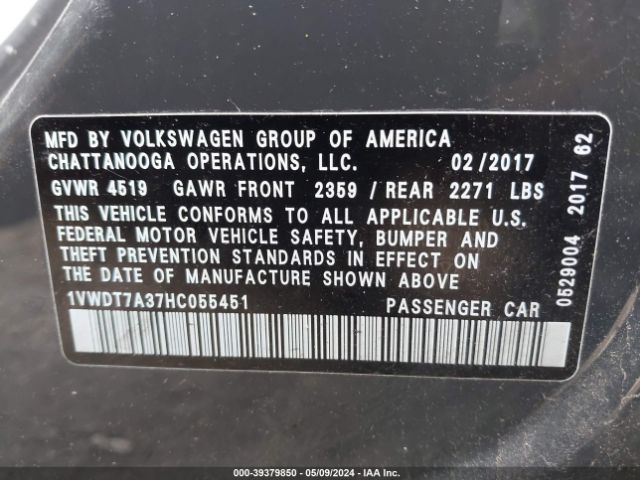 MFD BY VOLKSWAGEN GROUP OF AMERICA
CHATTANOOGA OPERATIONS, LLC. 02/2017
GVWR 4519 GAWR FRONT 2359 / REAR 2271 LBS
THIS VEHICLE CONFORMS TO ALL APPLICABLE U.S.
FEDERAL MOTOR VEHICLE SAFETY, BUMPER AND
THEFT PREVENTION STANDARDS IN EFFECT ON
THE DATE OF MANUFACTURE SHOWN ABOVE
1VWDT7A37HC055451 PASSENGER CAR
0529004 2017 62
000-39379850 - 05/09/2024 - IAA Inc.